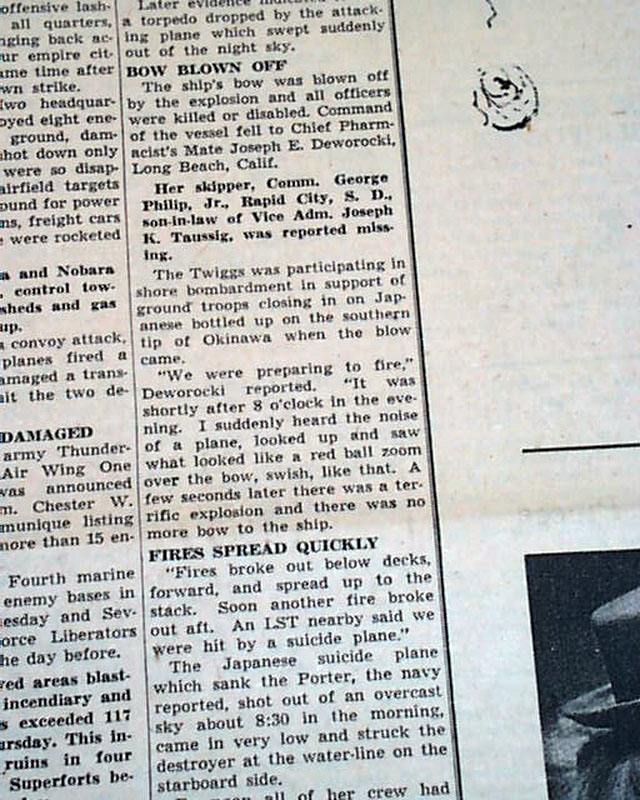 offensive lash-
all quarters,
nging back ac-
ur empire cit-
ame time after
wn strike.
Two headquar-
oyed eight ene-
ground, dam-
shot down only
were so disap-
airfield targets
ound for power
ns, freight cars
were rocketed
a and Nobara
, control tow-
sheds and gas
up.
a convoy attack,
planes fired a
amaged a trans-
it the two de-
DAMAGED
army Thunder-
Air Wing One
was announced
m. Chester W.
munique listing
more than 15 en-
Fourth marine
enemy bases in
esday and Sev-
orce Liberators
he day before.
ved areas blast-
incendiary and
s exceeded 117
ursday. This in-
ruins in four
Superforts be-
Later evidence indicated
a torpedo dropped by the attack-
ing plane which swept suddenly
out of the night sky.
BOW BLOWN OFF
The ship's bow was blown off
by the explosion and all officers
were killed or disabled. Command
of the vessel fell to Chief Pharm-
acist's Mate Joseph E. Deworocki,
Long Beach, Calif.
Her skipper, Comm. George
Philip, Jr., Rapid City, S. D.,
son-in-law of Vice Adm. Joseph
K. Taussig, was reported miss-
ing.
The Twiggs was participating in
shore bombardment in support of
ground troops closing in on Jap-
anese bottled up on the southern
tip of Okinawa when the blow
came.
"We were preparing to fire,"
Deworocki reported. "It was
shortly after 8 o'clock in the eve-
ning. I suddenly heard the noise
of a plane, looked up and saw
what looked like a red ball zoom
over the bow, swish, like that. A
few seconds later there was a ter-
rific explosion and there was no
more bow to the ship.
FIRES SPREAD QUICKLY
"Fires broke out below decks,
forward, and spread up to the
stack. Soon another fire broke
out aft. An LST nearby said we
were hit by a suicide plane."
The Japanese suicide plane
which sank the Porter, the navy
reported, shot out of an overcast
sky about 8:30 in the morning,
came in very low and struck the
destroyer at the water-line on the
starboard side.
all of her crew had